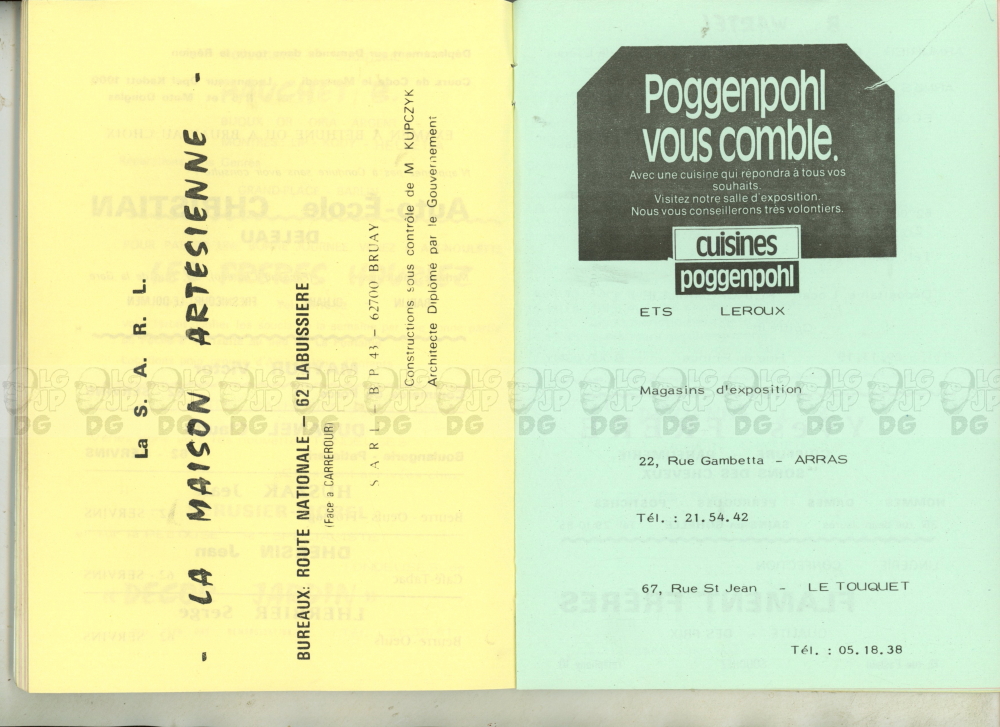 La S. A. R. L.
- LA MAISON ARTESIENNE -
BUREAUX. ROUTE NATIONALE – 62 LABUISSIERE
(Face a CARREROUR)
S A R L – B P 43 – 62700 BRUAY
Constructions sous contrôle de M KUPCZYK
Architecte Diplômé par le Gouvernement
Poggenpohl
vous comble.
Avec une cuisine qui répondra à tous vos
souhaits.
Visitez notre salle d'exposition.
Nous vous conseillerons très volontiers.
cuisines
poggenpohl
ETS LEROUX
Magasins d'exposition
22, Rue Gambetta - ARRAS
Tél. : 21.54.42
67, Rue St Jean - LE TOUQUET
Tél. : 05.18.38